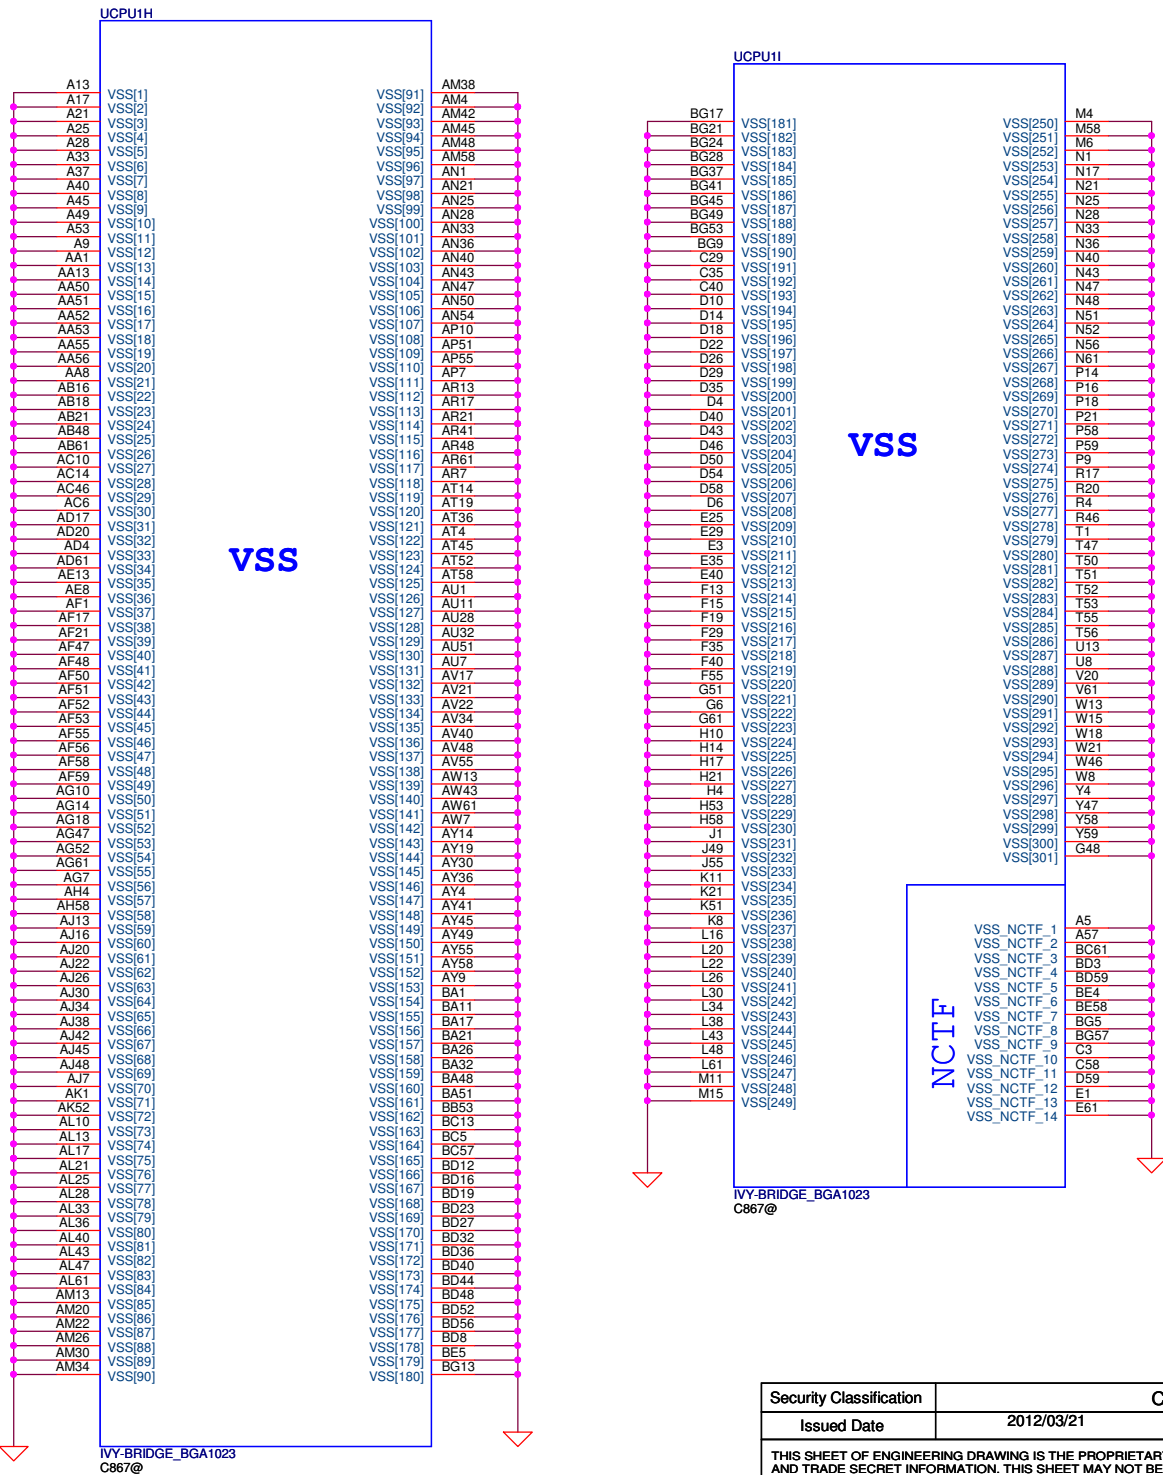 UCPU1H
A13 VSS[1]
A17 VSS[2]
A21 VSS[3]
A25 VSS[4]
A28 VSS[5]
A33 VSS[6]
A37 VSS[7]
A40 VSS[8]
A45 VSS[9]
A49 VSS[10]
A53 VSS[11]
A9 VSS[12]
AA1 VSS[13]
AA13 VSS[14]
AA50 VSS[15]
AA51 VSS[16]
AA52 VSS[17]
AA53 VSS[18]
AA55 VSS[19]
AA56 VSS[20]
AA8 VSS[21]
AB16 VSS[22]
AB18 VSS[23]
AB21 VSS[24]
AB48 VSS[25]
AB61 VSS[26]
AC10 VSS[27]
AC14 VSS[28]
AC46 VSS[29]
AC6 VSS[30]
AD17 VSS[31]
AD20 VSS[32]
AD4 VSS[33]
AD61 VSS[34]
AE13 VSS[35]
AE8 VSS[36]
AF1 VSS[37]
AF17 VSS[38]
AF21 VSS[39]
AF47 VSS[40]
AF48 VSS[41]
AF50 VSS[42]
AF51 VSS[43]
AF52 VSS[44]
AF53 VSS[45]
AF55 VSS[46]
AF56 VSS[47]
AF58 VSS[48]
AF59 VSS[49]
AG10 VSS[50]
AG14 VSS[51]
AG18 VSS[52]
AG47 VSS[53]
AG52 VSS[54]
AG61 VSS[55]
AG7 VSS[56]
AH4 VSS[57]
AH58 VSS[58]
AJ13 VSS[59]
AJ16 VSS[60]
AJ20 VSS[61]
AJ22 VSS[62]
AJ26 VSS[63]
AJ30 VSS[64]
AJ34 VSS[65]
AJ38 VSS[66]
AJ42 VSS[67]
AJ45 VSS[68]
AJ48 VSS[69]
AJ7 VSS[70]
AK1 VSS[71]
AK52 VSS[72]
AL10 VSS[73]
AL13 VSS[74]
AL17 VSS[75]
AL21 VSS[76]
AL25 VSS[77]
AL28 VSS[78]
AL33 VSS[79]
AL36 VSS[80]
AL40 VSS[81]
AL43 VSS[82]
AL47 VSS[83]
AL61 VSS[84]
AM13 VSS[85]
AM20 VSS[86]
AM22 VSS[87]
AM26 VSS[88]
AM30 VSS[89]
AM34 VSS[90]
VSS
VSS[91] AM38
VSS[92] AM4
VSS[93] AM42
VSS[94] AM45
VSS[95] AM48
VSS[96] AM58
VSS[97] AN1
VSS[98] AN21
VSS[99] AN25
VSS[100] AN28
VSS[101] AN33
VSS[102] AN36
VSS[103] AN40
VSS[104] AN43
VSS[105] AN47
VSS[106] AN50
VSS[107] AN54
VSS[108] AP10
VSS[109] AP51
VSS[110] AP55
VSS[111] AP7
VSS[112] AR13
VSS[113] AR17
VSS[114] AR21
VSS[115] AR41
VSS[116] AR48
VSS[117] AR61
VSS[118] AR7
VSS[119] AT14
VSS[120] AT19
VSS[121] AT36
VSS[122] AT4
VSS[123] AT45
VSS[124] AT52
VSS[125] AT58
VSS[126] AU1
VSS[127] AU11
VSS[128] AU28
VSS[129] AU32
VSS[130] AU51
VSS[131] AU7
VSS[132] AV17
VSS[133] AV21
VSS[134] AV22
VSS[135] AV34
VSS[136] AV40
VSS[137] AV48
VSS[138] AV55
VSS[139] AW13
VSS[140] AW43
VSS[141] AW61
VSS[142] AW7
VSS[143] AY14
VSS[144] AY19
VSS[145] AY30
VSS[146] AY36
VSS[147] AY4
VSS[148] AY41
VSS[149] AY45
VSS[150] AY49
VSS[151] AY55
VSS[152] AY58
VSS[153] AY9
VSS[154] BA1
VSS[155] BA11
VSS[156] BA17
VSS[157] BA21
VSS[158] BA26
VSS[159] BA32
VSS[160] BA48
VSS[161] BA51
VSS[162] BB53
VSS[163] BC13
VSS[164] BC5
VSS[165] BC57
VSS[166] BD12
VSS[167] BD16
VSS[168] BD19
VSS[169] BD23
VSS[170] BD27
VSS[171] BD32
VSS[172] BD36
VSS[173] BD40
VSS[174] BD44
VSS[175] BD48
VSS[176] BD52
VSS[177] BD56
VSS[178] BD8
VSS[179] BE5
VSS[180] BG13
IVY-BRIDGE_BGA1023
C867@
UCPU1I
BG17 VSS[181]
BG21 VSS[182]
BG24 VSS[183]
BG28 VSS[184]
BG37 VSS[185]
BG41 VSS[186]
BG45 VSS[187]
BG49 VSS[188]
BG53 VSS[189]
BG9 VSS[190]
C29 VSS[191]
C35 VSS[192]
C40 VSS[193]
D10 VSS[194]
D14 VSS[195]
D18 VSS[196]
D22 VSS[197]
D26 VSS[198]
D29 VSS[199]
D35 VSS[200]
D4 VSS[201]
D40 VSS[202]
D43 VSS[203]
D46 VSS[204]
D50 VSS[205]
D54 VSS[206]
D58 VSS[207]
D6 VSS[208]
E25 VSS[209]
E29 VSS[210]
E3 VSS[211]
E35 VSS[212]
E40 VSS[213]
F13 VSS[214]
F15 VSS[215]
F19 VSS[216]
F29 VSS[217]
F35 VSS[218]
F40 VSS[219]
F55 VSS[220]
G51 VSS[221]
G6 VSS[222]
G61 VSS[223]
H10 VSS[224]
H14 VSS[225]
H17 VSS[226]
H21 VSS[227]
H4 VSS[228]
H53 VSS[229]
H58 VSS[230]
J1 VSS[231]
J49 VSS[232]
J55 VSS[233]
K11 VSS[234]
K21 VSS[235]
K51 VSS[236]
K8 VSS[237]
L16 VSS[238]
L20 VSS[239]
L22 VSS[240]
L26 VSS[241]
L30 VSS[242]
L34 VSS[243]
L38 VSS[244]
L43 VSS[245]
L48 VSS[246]
L61 VSS[247]
M11 VSS[248]
M15 VSS[249]
VSS
VSS[250] M4
VSS[251] M58
VSS[252] M6
VSS[253] N1
VSS[254] N17
VSS[255] N21
VSS[256] N25
VSS[257] N28
VSS[258] N33
VSS[259] N36
VSS[260] N40
VSS[261] N43
VSS[262] N47
VSS[263] N48
VSS[264] N51
VSS[265] N52
VSS[266] N56
VSS[267] N61
VSS[268] P14
VSS[269] P16
VSS[270] P18
VSS[271] P21
VSS[272] P58
VSS[273] P59
VSS[274] P9
VSS[275] R17
VSS[276] R20
VSS[277] R4
VSS[278] R46
VSS[279] T1
VSS[280] T47
VSS[281] T50
VSS[282] T51
VSS[283] T52
VSS[284] T53
VSS[285] T55
VSS[286] T56
VSS[287] U13
VSS[288] U8
VSS[289] V20
VSS[290] V61
VSS[291] W13
VSS[292] W15
VSS[293] W18
VSS[294] W21
VSS[295] W46
VSS[296] W8
VSS[297] Y4
VSS[298] Y47
VSS[299] Y58
VSS[300] Y59
VSS[301] G48
NCTF
VSS_NCTF_1 A5
VSS_NCTF_2 A57
VSS_NCTF_3 BC61
VSS_NCTF_4 BD3
VSS_NCTF_5 BD59
VSS_NCTF_6 BE4
VSS_NCTF_7 BE58
VSS_NCTF_8 BG5
VSS_NCTF_9 BG57
VSS_NCTF_10 C3
VSS_NCTF_11 C58
VSS_NCTF_12 D59
VSS_NCTF_13 E1
VSS_NCTF_14 E61
IVY-BRIDGE_BGA1023
C867@
Security Classification C
Issued Date 2012/03/21
THIS SHEET OF ENGINEERING DRAWING IS THE PROPRIETAR
AND TRADE SECRET INFORMATION. THIS SHEET MAY NOT BE